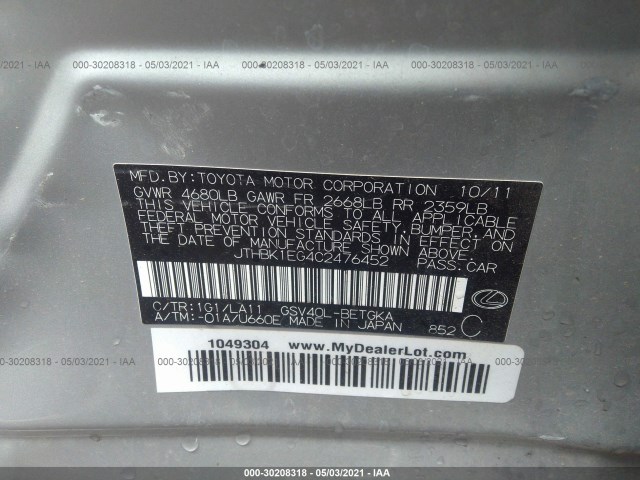 000-30208318 - 05/03/2021 - IAA
000-30208318 - 05/03/2021 - IAA
000-30208318 - 05/03/2021 - IAA
000-30208318 - 05/03/2021 - IAA
MFD.BY:TOYOTA MOTOR CORPORATION 10/11
GVWR 4680LB GAWR FR 2668LB RR 2359LB
THIS VEHICLE CONFORMS TO ALL APPLICABLE
FEDERAL MOTOR VEHICLE SAFETY, BUMPER, AND
THEFT PREVENTION STANDARDS IN EFFECT ON
THE DATE OF MANUFACTURE SHOWN ABOVE.
JTHBK1EG4C2476452 PASS.CAR
C/TR:1G1/LA11 GSV40L-BETGKA
A/TM:-01A/U660E MADE IN JAPAN 852 C
1049304 www.MyDealerLot.com
000-30208318 - 05/03/2021 - IAA
000-30208318 - 05/03/2021 - IAA
000-30208318 - 05/03/2021 - IAA
000-30208318 - 05/03/2021 - IAA
000-30208318 - 05/03/2021 - IAA